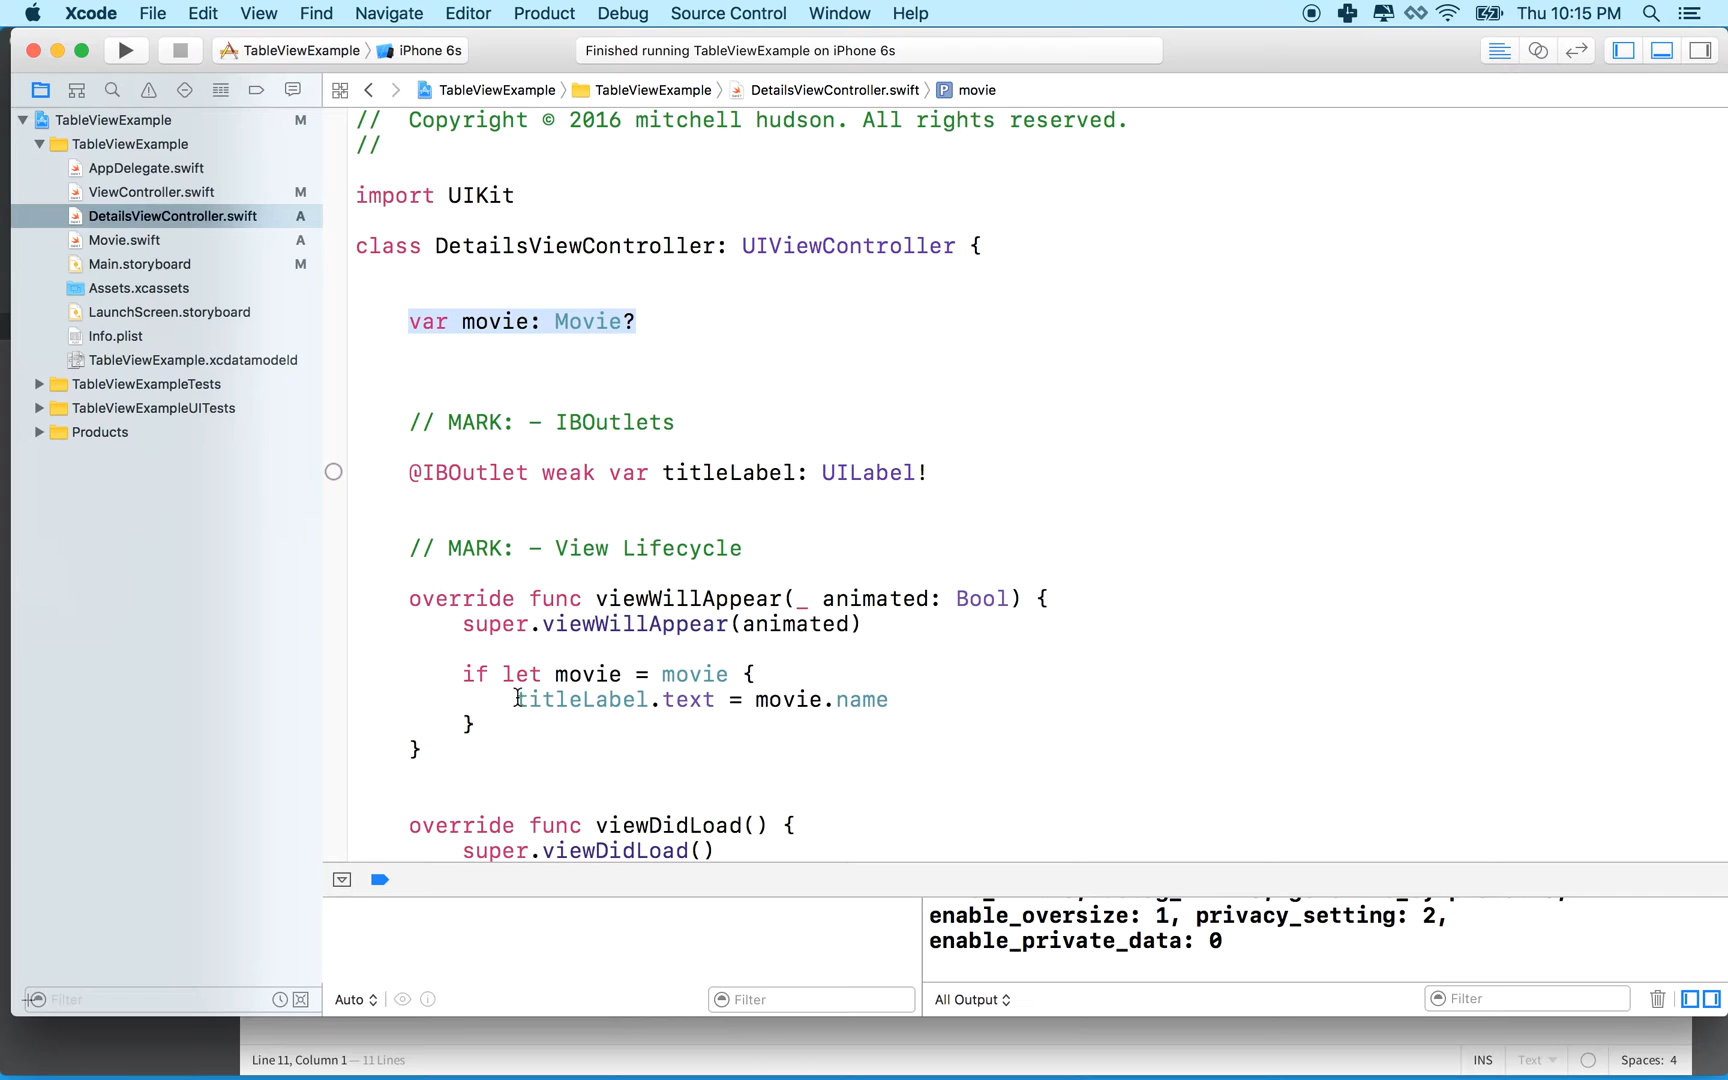 Xcode File Edit View Find Navigate Editor Product Debug Source Control Window Help Thu 10:15 PM
TableViewExample iPhone 6s Finished running TableViewExample on iPhone 6s
TableViewExample TableViewExample DetailsViewController.swift P movie
TableViewExample M
TableViewExample
AppDelegate.swift
ViewController.swift M
DetailsViewController.swift A
Movie.swift A
Main.storyboard M
Assets.xcassets
LaunchScreen.storyboard
Info.plist
TableViewExample.xcdatamodeld
TableViewExampleTests
TableViewExampleUITests
Products
Filter
// Copyright © 2016 mitchell hudson. All rights reserved.
//
import UIKit
class DetailsViewController: UIViewController {
var movie: Movie?
// MARK: - IBOutlets
@IBOutlet weak var titleLabel: UILabel!
// MARK: - View Lifecycle
override func viewWillAppear(_ animated: Bool) {
super.viewWillAppear(animated)
if let movie = movie {
titleLabel.text = movie.name
}
}
override func viewDidLoad() {
super.viewDidLoad()
enable_oversize: 1, privacy_setting: 2,
enable_private_data: 0
Auto Filter All Output Filter
Line 11, Column 1 — 11 Lines INS Text Spaces: 4